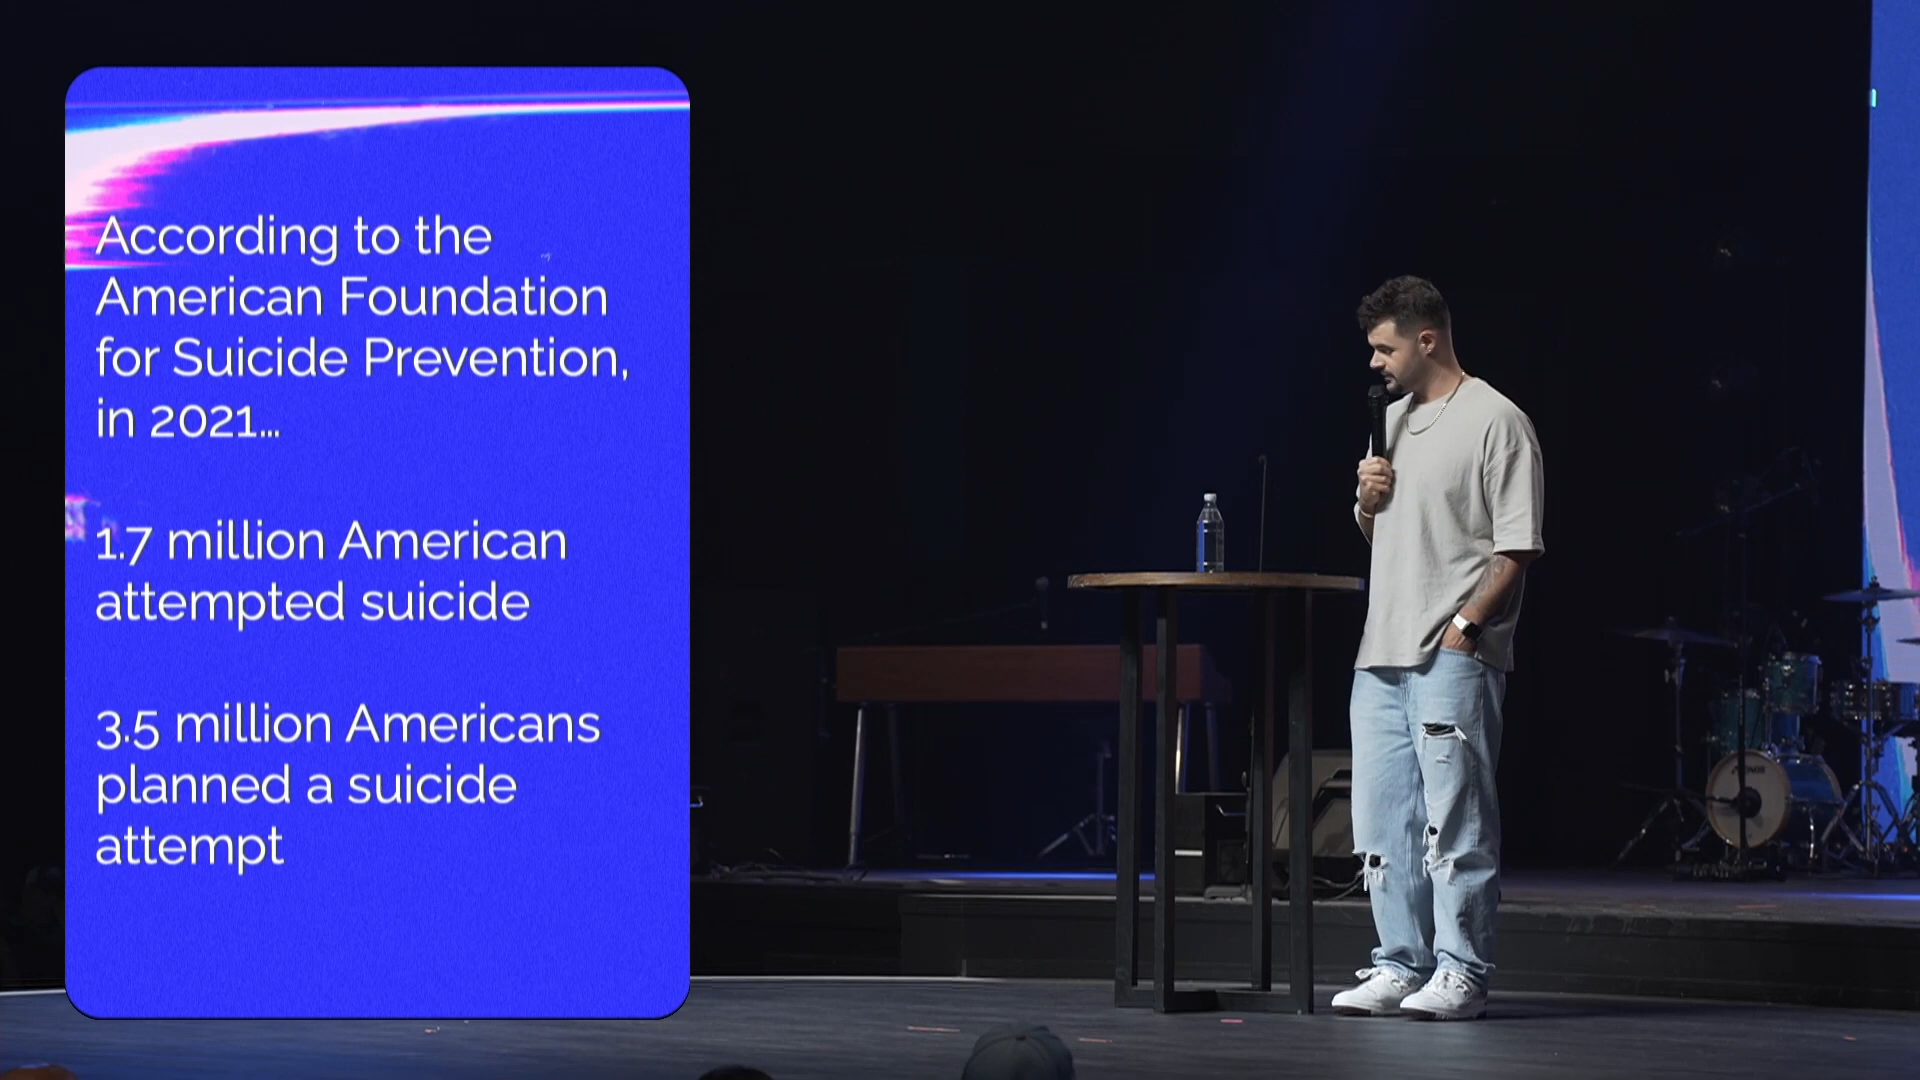 According to the
American Foundation
for Suicide Prevention,
in 2021...
1.7 million American
attempted suicide
3.5 million Americans
planned a suicide
attempt
SONOR